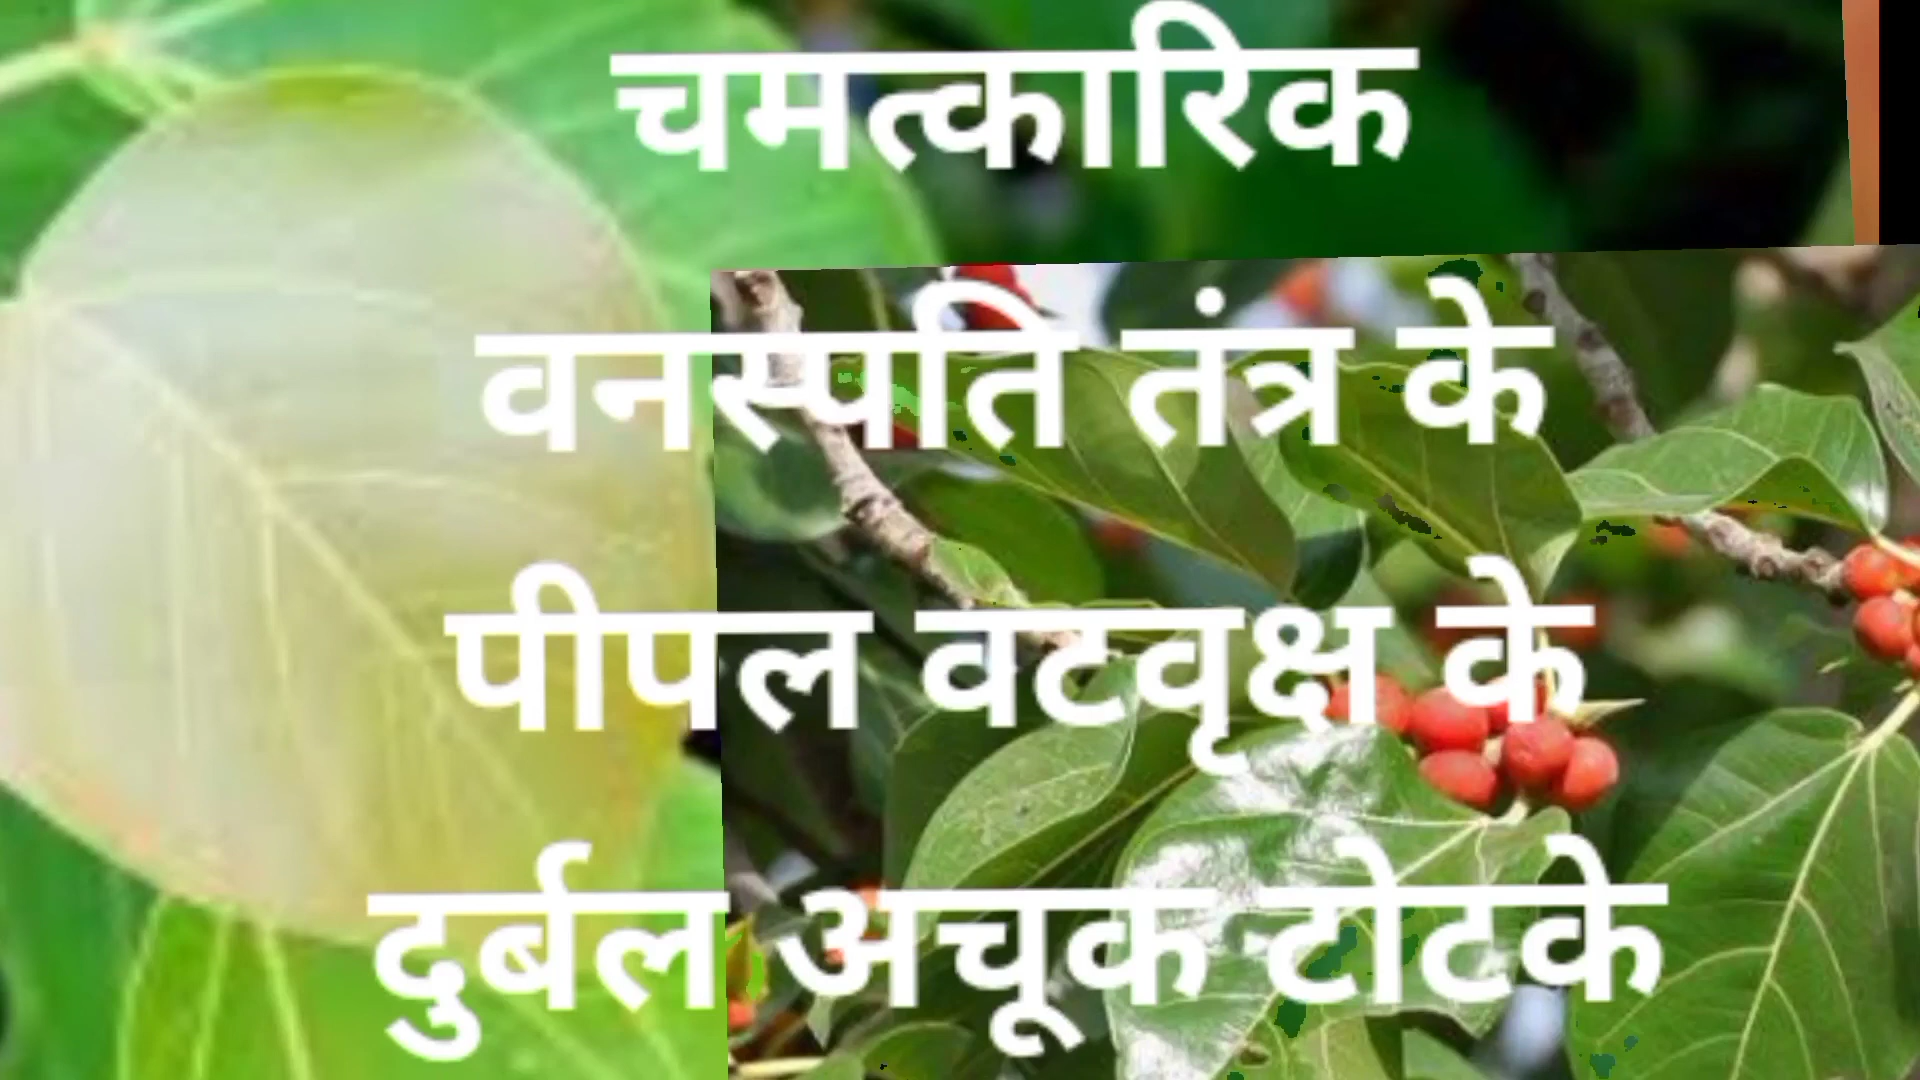 चमत्कारिक
वनस्पति तंत्र के
पीपल वटवृक्ष के
दुर्बल अचूक टोटके